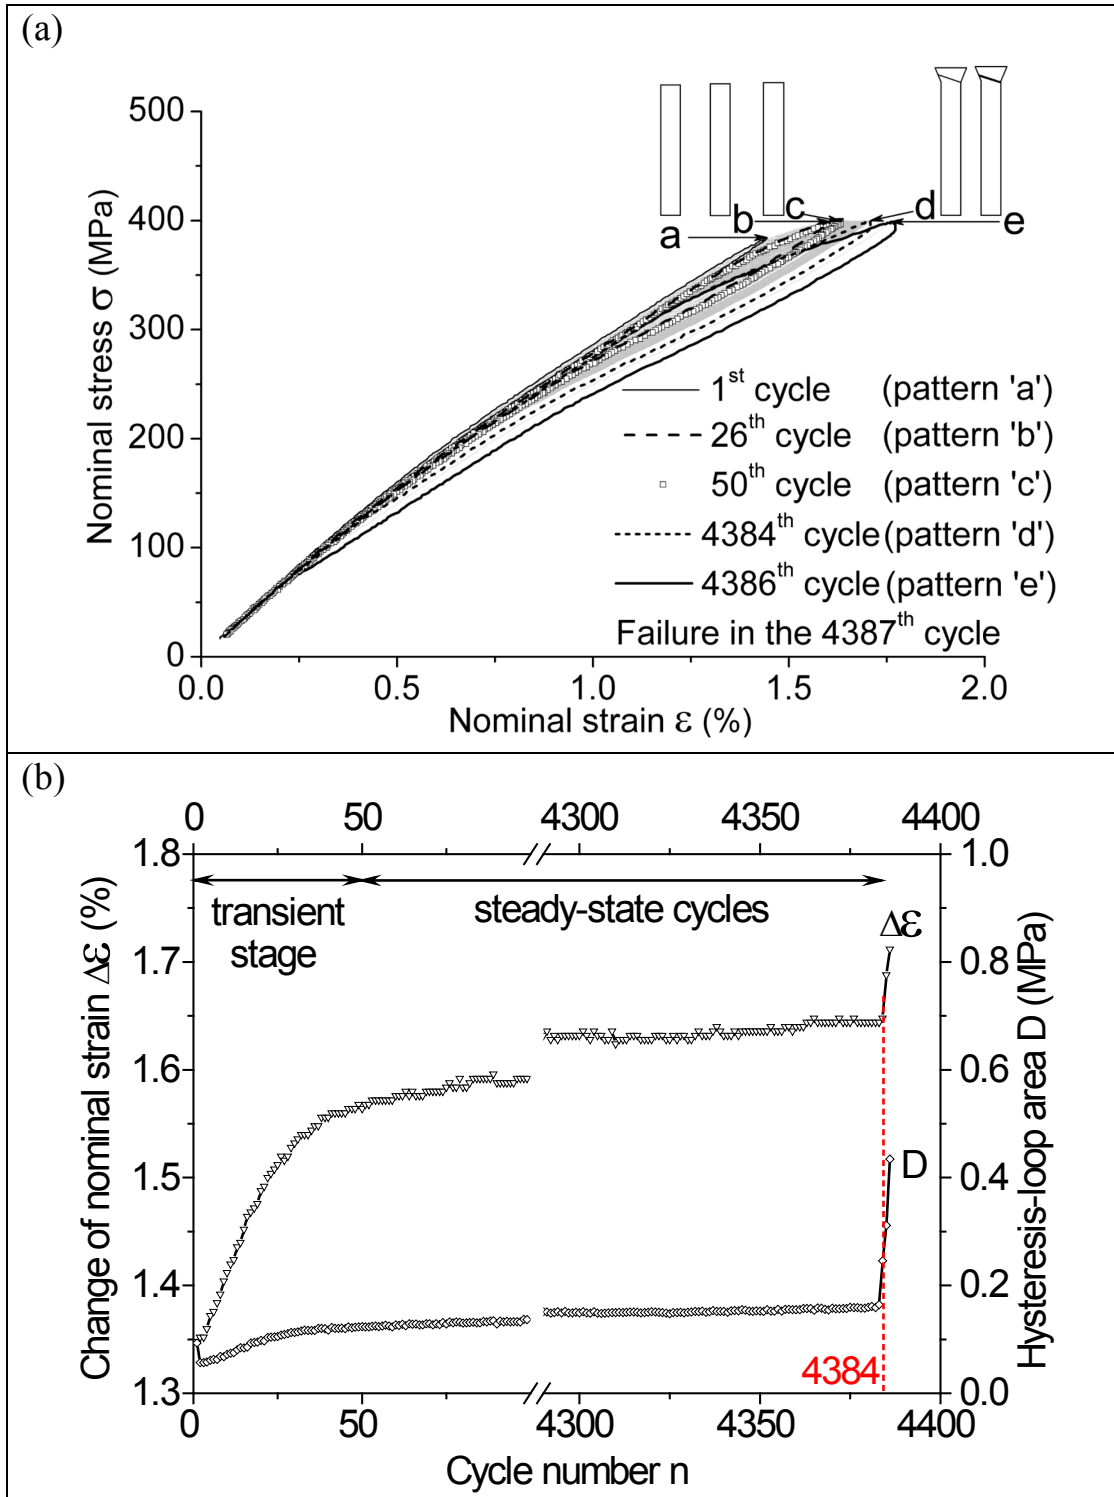 (a)
500
400
300
200
100
0
Nominal stress σ (MPa)
a
b
c
d
e
1st cycle (pattern 'a')
26th cycle (pattern 'b')
50th cycle (pattern 'c')
4384th cycle (pattern 'd')
4386th cycle (pattern 'e')
Failure in the 4387th cycle
0.0 0.5 1.0 1.5 2.0
Nominal strain ε (%)
(b)
0 50 4300 4350 4400
1.8
1.7
1.6
1.5
1.4
1.3
Change of nominal strain Δε (%)
transient
stage
steady-state cycles
Δε
D
4384
1.0
0.8
0.6
0.4
0.2
0.0
Hysteresis-loop area D (MPa)
0 50 4300 4350 4400
Cycle number n